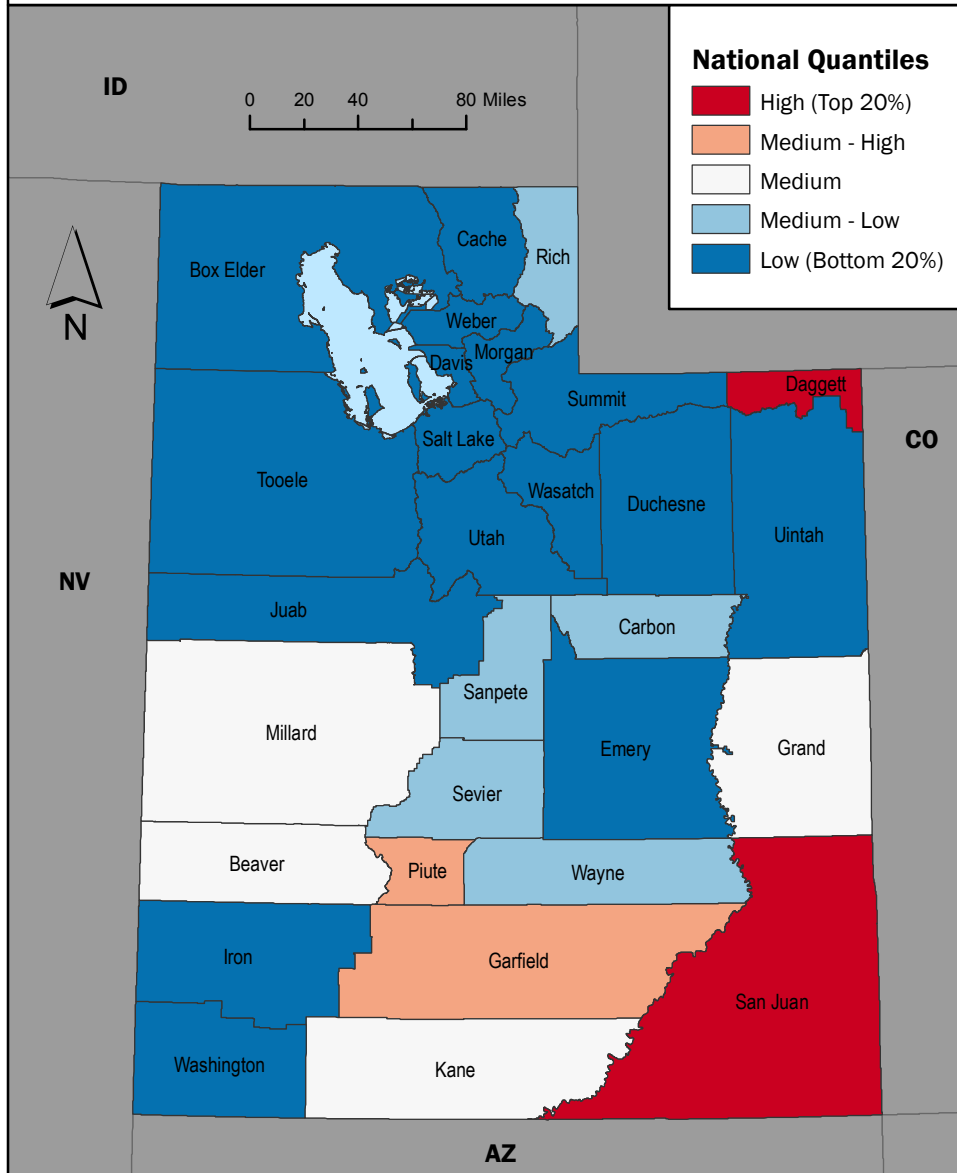 National Quantiles
High (Top 20%)
Medium - High
Medium
Medium - Low
Low (Bottom 20%)
ID
0 20 40 80 Miles
N
Cache
Rich
Box Elder
Weber
Morgan
Davis
Daggett
Summit
Salt Lake
CO
Tooele
Wasatch
Duchesne
Utah
Uintah
NV
Juab
Carbon
Sanpete
Millard
Emery
Grand
Sevier
Beaver
Piute
Wayne
Iron
Garfield
San Juan
Washington
Kane
AZ